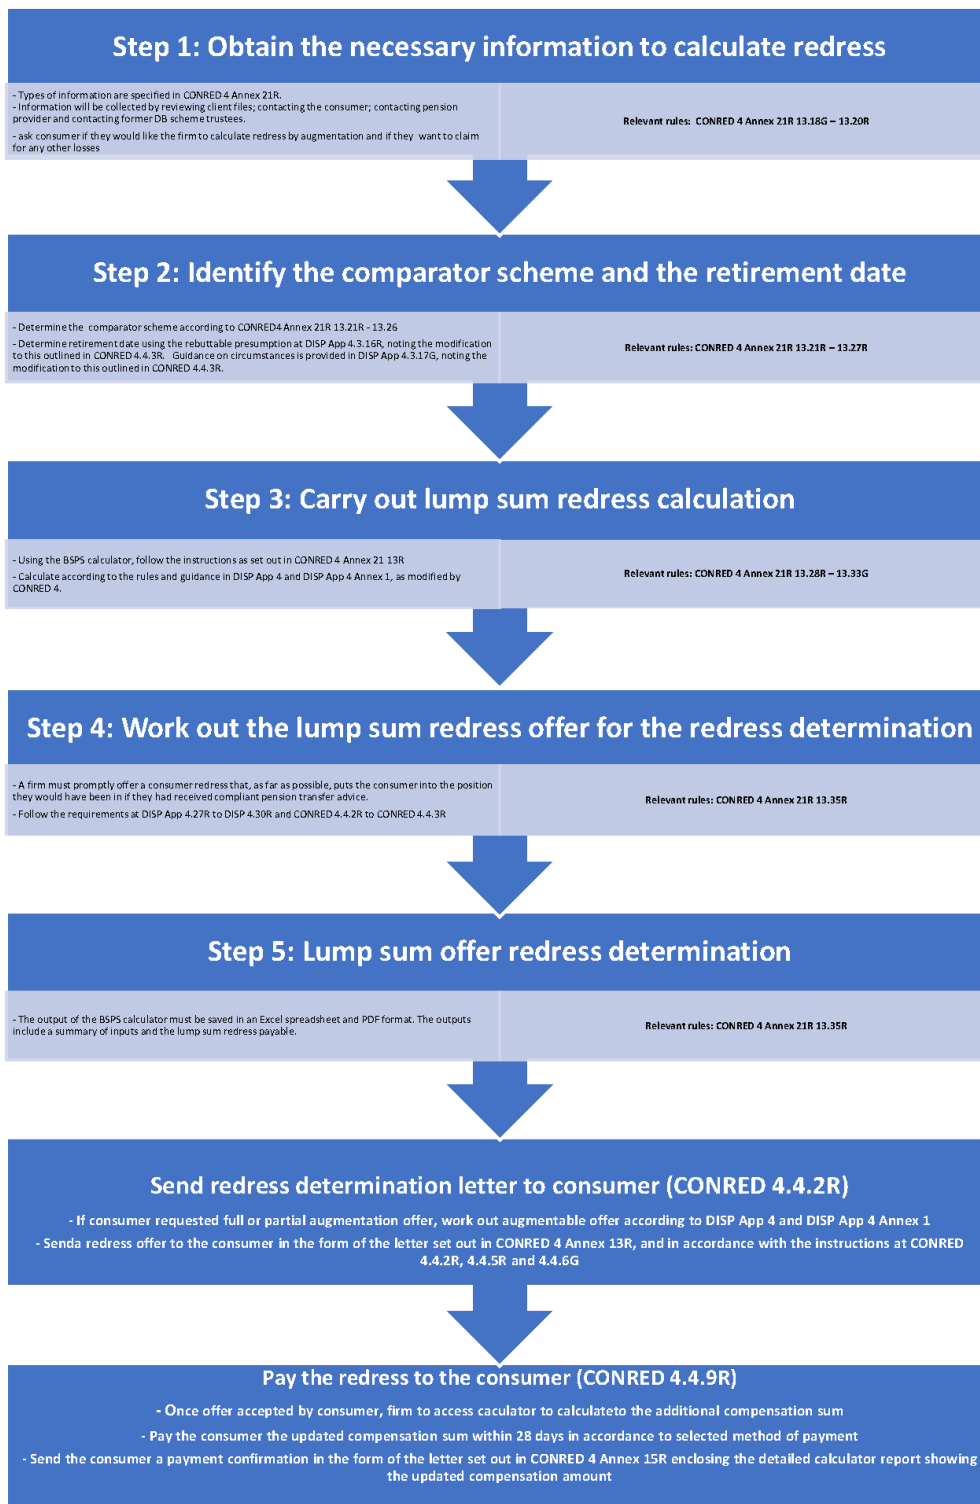 Step 1: Obtain the necessary information to calculate redress
- Types of information are specified in CONRED 4 Annex 21R.
- Information will be collected by reviewing client files; contacting the consumer; contacting pension
provider and contacting former DB scheme trustees.
- ask consumer if they would like the firm to calculate redress by augmentation and if they want to claim
for any other losses
Relevant rules: CONRED 4 Annex 21R 13.18G – 13.20R
Step 2: Identify the comparator scheme and the retirement date
- Determine the comparator scheme according to CONRED4 Annex 21R 13.21R - 13.26
- Determine retirement date using the rebuttable presumption at DISP App 4.3.16R, noting the modification
to this outlined in CONRED 4.4.3R. Guidance on circumstances is provided in DISP App 4.3.17G, noting the
modification to this outlined in CONRED 4.4.3R.
Relevant rules: CONRED 4 Annex 21R 13.21R – 13.27R
Step 3: Carry out lump sum redress calculation
- Using the BSPS calculator, follow the instructions as set out in CONRED 4 Annex 21 13R
- Calculate according to the rules and guidance in DISP App 4 and DISP App 4 Annex 1, as modified by
CONRED 4.
Relevant rules: CONRED 4 Annex 21R 13.28R – 13.33G
Step 4: Work out the lump sum redress offer for the redress determination
- A firm must promptly offer a consumer redress that, as far as possible, puts the consumer into the position
they would have been in if they had received compliant pension transfer advice.
- Follow the requirements at DISP App 4.27R to DISP 4.30R and CONRED 4.4.2R to CONRED 4.4.3R
Relevant rules: CONRED 4 Annex 21R 13.35R
Step 5: Lump sum offer redress determination
- The output of the BSPS calculator must be saved in an Excel spreadsheet and PDF format. The outputs
include a summary of inputs and the lump sum redress payable.
Relevant rules: CONRED 4 Annex 21R 13.35R
Send redress determination letter to consumer (CONRED 4.4.2R)
- If consumer requested full or partial augmentation offer, work out augmentable offer according to DISP App 4 and DISP App 4 Annex 1
- Senda redress offer to the consumer in the form of the letter set out in CONRED 4 Annex 13R, and in accordance with the instructions at CONRED
4.4.2R, 4.4.5R and 4.4.6G
Pay the redress to the consumer (CONRED 4.4.9R)
- Once offer accepted by consumer, firm to access caculator to calculateto the additional compensation sum
- Pay the consumer the updated compensation sum within 28 days in accordance to selected method of payment
- Send the consumer a payment confirmation in the form of the letter set out in CONRED 4 Annex 15R enclosing the detailed calculator report showing
the updated compensation amount